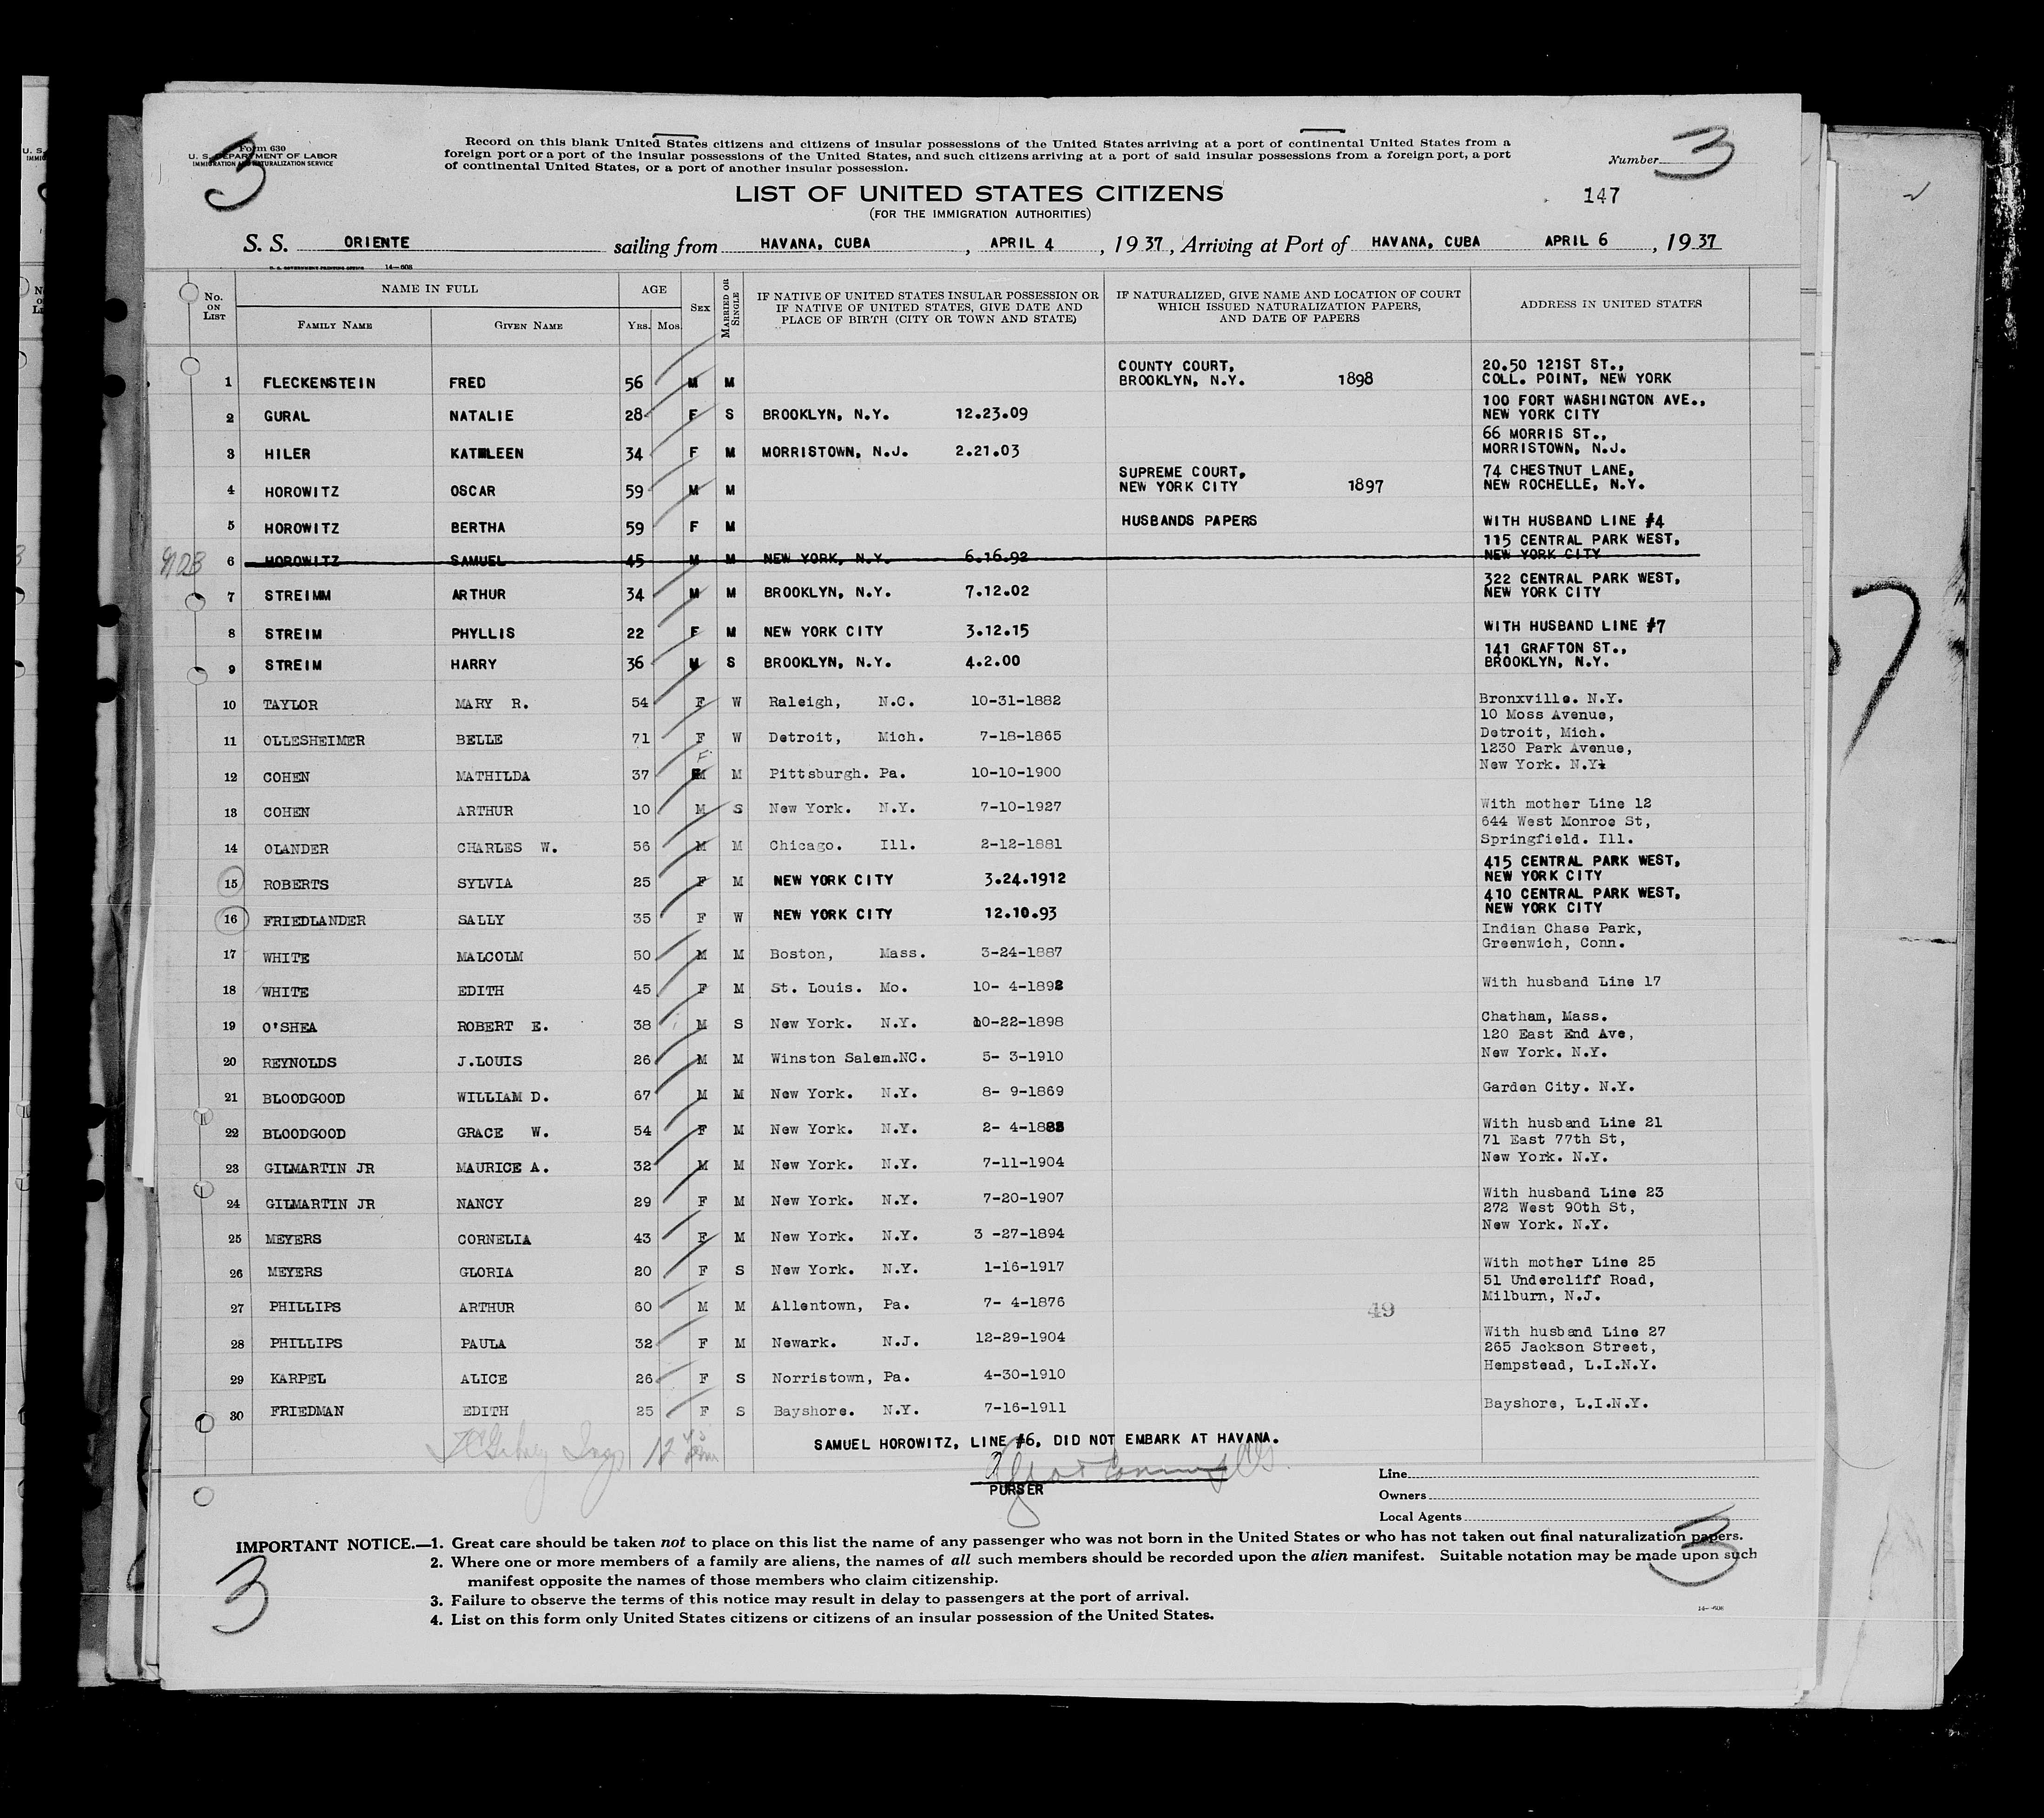 Form 630
U. S. DEPARTMENT OF LABOR
IMMIGRATION AND NATURALIZATION SERVICE
3
Record on this blank United States citizens and citizens of insular possessions of the United States arriving at a port of continental United States from a
foreign port or a port of the insular possessions of the United States, and such citizens arriving at a port of said insular possessions from a foreign port, a port
of continental United States, or a port of another insular possession.
Number 3
LIST OF UNITED STATES CITIZENS
(FOR THE IMMIGRATION AUTHORITIES)
147
S. S. ORIENTE sailing from HAVANA, CUBA, APRIL 4, 1937, Arriving at Port of HAVANA, CUBA APRIL 6, 1937
U. S. GOVERNMENT PRINTING OFFICE 14—608
No. ON LIST NAME IN FULL FAMILY NAME GIVEN NAME AGE YRS. MOS. SEX MARRIED OR SINGLE IF NATIVE OF UNITED STATES INSULAR POSSESSION OR IF NATIVE OF UNITED STATES, GIVE DATE AND PLACE OF BIRTH (CITY OR TOWN AND STATE) IF NATURALIZED, GIVE NAME AND LOCATION OF COURT WHICH ISSUED NATURALIZATION PAPERS, AND DATE OF PAPERS ADDRESS IN UNITED STATES
1 FLECKENSTEIN FRED 56 M M COUNTY COURT, BROOKLYN, N.Y. 1898 20.50 121ST ST., COLL. POINT, NEW YORK
2 GURAL NATALIE 28 F S BROOKLYN, N.Y. 12.23.09 100 FORT WASHINGTON AVE., NEW YORK CITY
3 HILER KATHLEEN 34 F M MORRISTOWN, N.J. 2.21.03 66 MORRIS ST., MORRISTOWN, N.J.
4 HOROWITZ OSCAR 59 M M SUPREME COURT, NEW YORK CITY 1897 74 CHESTNUT LANE, NEW ROCHELLE, N.Y.
5 HOROWITZ BERTHA 59 F M HUSBANDS PAPERS WITH HUSBAND LINE #4
6 HOROWITZ SAMUEL 45 M M NEW YORK, N.Y. 6.16.92 115 CENTRAL PARK WEST, NEW YORK CITY
7 STREIMM ARTHUR 34 M M BROOKLYN, N.Y. 7.12.02 322 CENTRAL PARK WEST, NEW YORK CITY
8 STREIM PHYLLIS 22 F M NEW YORK CITY 3.12.15 WITH HUSBAND LINE #7
9 STREIM HARRY 36 M S BROOKLYN, N.Y. 4.2.00 141 GRAFTON ST., BROOKLYN, N.Y.
10 TAYLOR MARY R. 54 F W Raleigh, N.C. 10-31-1882 Bronxville. N.Y.
11 OLLESHEIMER BELLE 71 F W Detroit, Mich. 7-18-1865 10 Moss Avenue, Detroit, Mich.
12 COHEN MATHILDA 37 F M Pittsburgh. Pa. 10-10-1900 1230 Park Avenue, New York. N.Y.
13 COHEN ARTHUR 10 M S New York. N.Y. 7-10-1927 With mother Line 12
14 OLANDER CHARLES W. 56 M M Chicago. Ill. 2-12-1881 644 West Monroe St, Springfield. Ill.
15 ROBERTS SYLVIA 25 F M NEW YORK CITY 3.24.1912 415 CENTRAL PARK WEST, NEW YORK CITY
16 FRIEDLANDER SALLY 35 F W NEW YORK CITY 12.10.93 410 CENTRAL PARK WEST, NEW YORK CITY
17 WHITE MALCOLM 50 M M Boston, Mass. 3-24-1887 Indian Chase Park, Greenwich, Conn.
18 WHITE EDITH 45 F M St. Louis. Mo. 10- 4-1892 With husband Line 17
19 O'SHEA ROBERT E. 38 M S New York. N.Y. 10-22-1898 Chatham, Mass.
20 REYNOLDS J.LOUIS 26 M M Winston Salem.NC. 5- 3-1910 120 East End Ave, New York. N.Y.
21 BLOODGOOD WILLIAM D. 67 M M New York. N.Y. 8- 9-1869 Garden City. N.Y.
22 BLOODGOOD GRACE W. 54 F M New York. N.Y. 2- 4-1883 With husband Line 21
23 GILMARTIN JR MAURICE A. 32 M M New York. N.Y. 7-11-1904 71 East 77th St, New York. N.Y.
24 GILMARTIN JR NANCY 29 F M New York. N.Y. 7-20-1907 With husband Line 23
25 MEYERS CORNELIA 43 F M New York. N.Y. 3 -27-1894 272 West 90th St, New York. N.Y.
26 MEYERS GLORIA 20 F S New York. N.Y. 1-16-1917 With mother Line 25
27 PHILLIPS ARTHUR 60 M M Allentown, Pa. 7- 4-1876 51 Undercliff Road, Milburn, N.J.
49
28 PHILLIPS PAULA 32 F M Newark. N.J. 12-29-1904 With husband Line 27
29 KARPEL ALICE 26 F S Norristown, Pa. 4-30-1910 265 Jackson Street, Hempstead, L.I.N.Y.
30 FRIEDMAN EDITH 25 F S Bayshore. N.Y. 7-16-1911 Bayshore, L.I.N.Y.
SAMUEL HOROWITZ, LINE #6, DID NOT EMBARK AT HAVANA.
PURSER
Line
Owners
Local Agents
IMPORTANT NOTICE.—1. Great care should be taken not to place on this list the name of any passenger who was not born in the United States or who has not taken out final naturalization papers.
2. Where one or more members of a family are aliens, the names of all such members should be recorded upon the alien manifest. Suitable notation may be made upon such
manifest opposite the names of those members who claim citizenship.
3. Failure to observe the terms of this notice may result in delay to passengers at the port of arrival.
4. List on this form only United States citizens or citizens of an insular possession of the United States.
14—608
3
3